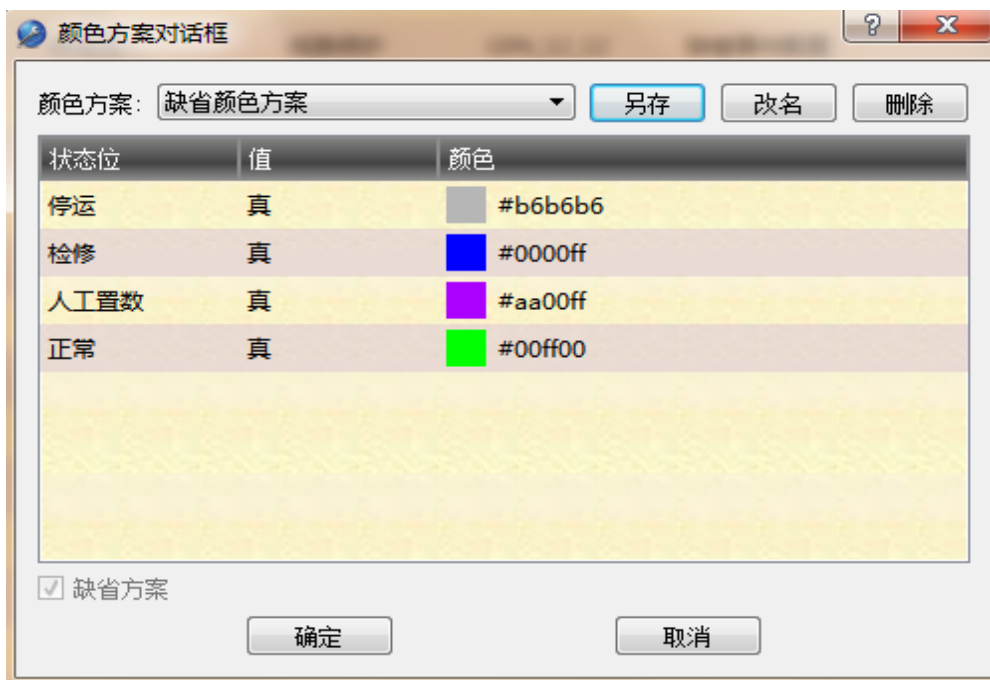 颜色方案对话框
?
颜色方案: 缺省颜色方案 另存 改名 删除
状态位 值 颜色
停运 真 #b6b6b6
检修 真 #0000ff
人工置数 真 #aa00ff
正常 真 #00ff00
缺省方案
确定 取消